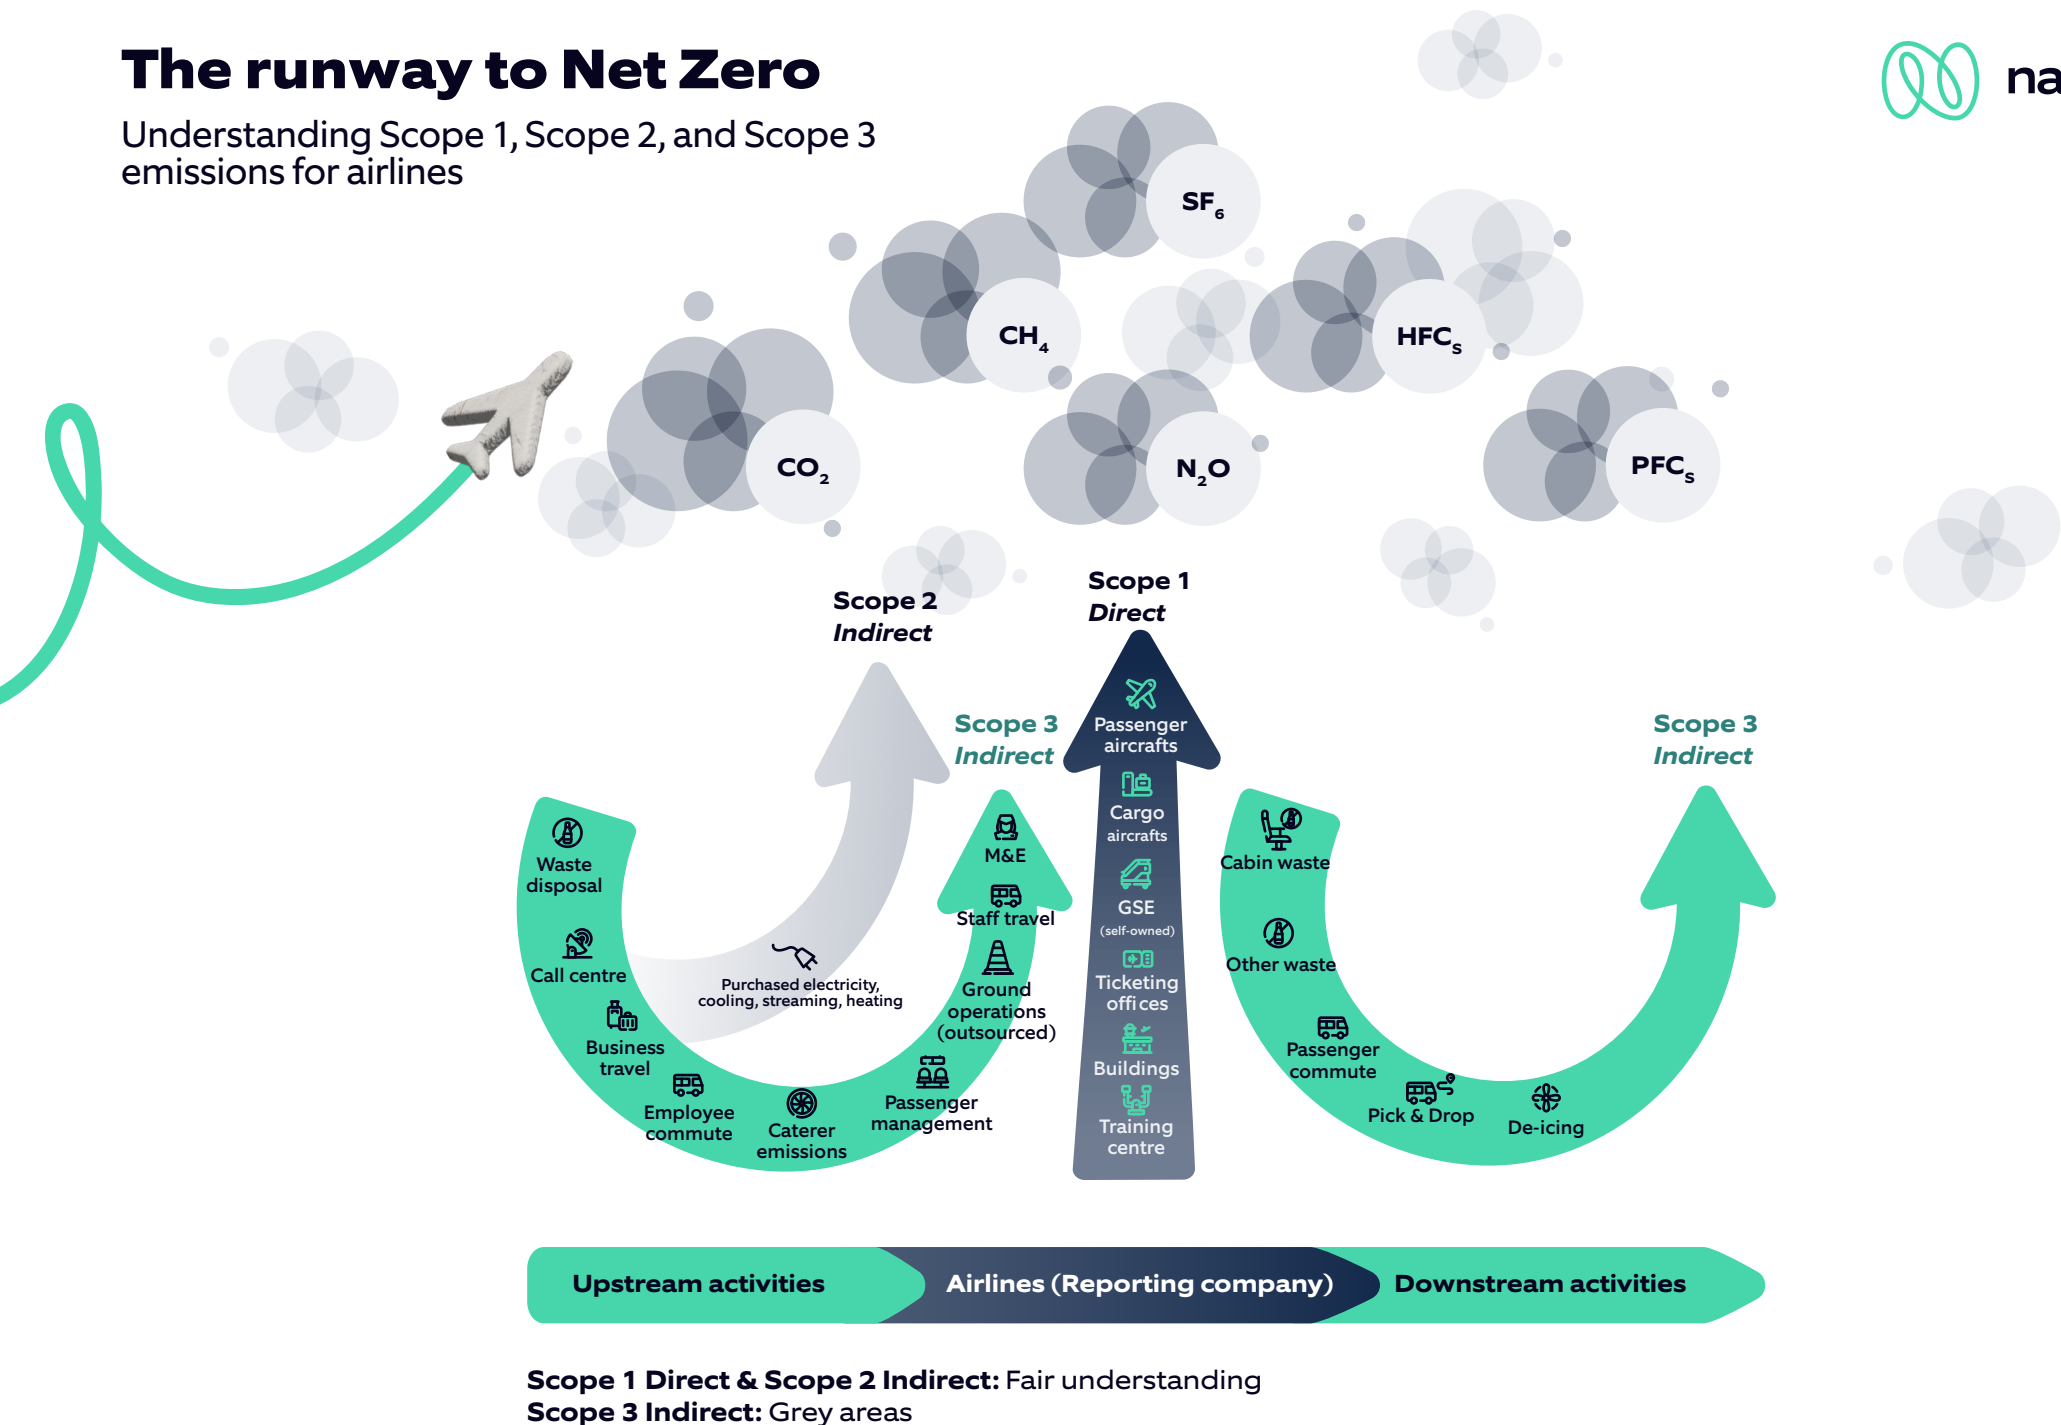 The runway to Net Zero
Understanding Scope 1, Scope 2, and Scope 3
emissions for airlines
na
SF6
CH4
HFCs
CO2
N2O
PFCs
Scope 2
Indirect
Scope 1
Direct
Scope 3
Indirect
Scope 3
Indirect
Waste
disposal
Call centre
Business
travel
Employee
commute
Caterer
emissions
Passenger
management
Ground
operations
(outsourced)
Staff travel
M&E
Purchased electricity,
cooling, streaming, heating
Passenger
aircrafts
Cargo
aircrafts
GSE
(self-owned)
Ticketing
offices
Buildings
Training
centre
Cabin waste
Other waste
Passenger
commute
Pick & Drop
De-icing
Upstream activities
Airlines (Reporting company)
Downstream activities
Scope 1 Direct & Scope 2 Indirect: Fair understanding
Scope 3 Indirect: Grey areas